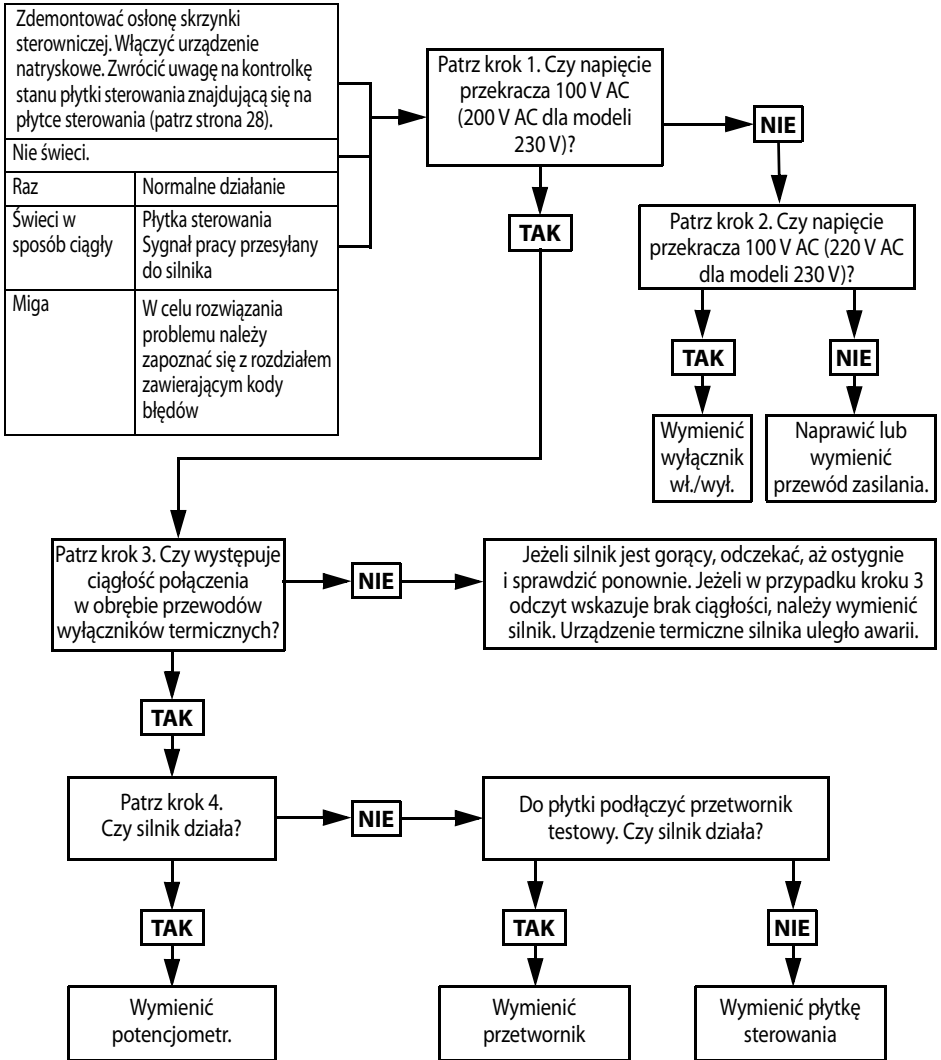 Zdemontować osłonę skrzynki
sterowniczej. Włączyć urządzenie
natryskowe. Zwrócić uwagę na kontrolkę
stanu płytki sterowania znajdującą się na
płytce sterowania (patrz strona 28).
Nie świeci.
Raz
Normalne działanie
Świeci w
sposób ciągły
Płytka sterowania
Sygnał pracy przesyłany
do silnika
Miga
W celu rozwiązania
problemu należy
zapoznać się z rozdziałem
zawierającym kody
błędów
Patrz krok 1. Czy napięcie
przekracza 100 V AC
(200 V AC dla modeli
230 V)?
NIE
TAK
Patrz krok 2. Czy napięcie
przekracza 100 V AC (220 V AC
dla modeli 230 V)?
TAK
NIE
Wymienić
wyłącznik
wł./wył.
Naprawić lub
wymienić
przewód zasilania.
Patrz krok 3. Czy występuje
ciągłość połączenia
w obrębie przewodów
wyłączników termicznych?
NIE
Jeżeli silnik jest gorący, odczekać, aż ostygnie
i sprawdzić ponownie. Jeżeli w przypadku kroku 3
odczyt wskazuje brak ciągłości, należy wymienić
silnik. Urządzenie termiczne silnika uległo awarii.
TAK
Patrz krok 4.
Czy silnik działa?
NIE
Do płytki podłączyć przetwornik
testowy. Czy silnik działa?
TAK
TAK
NIE
Wymienić
potencjometr.
Wymienić
przetwornik
Wymienić płytkę
sterowania